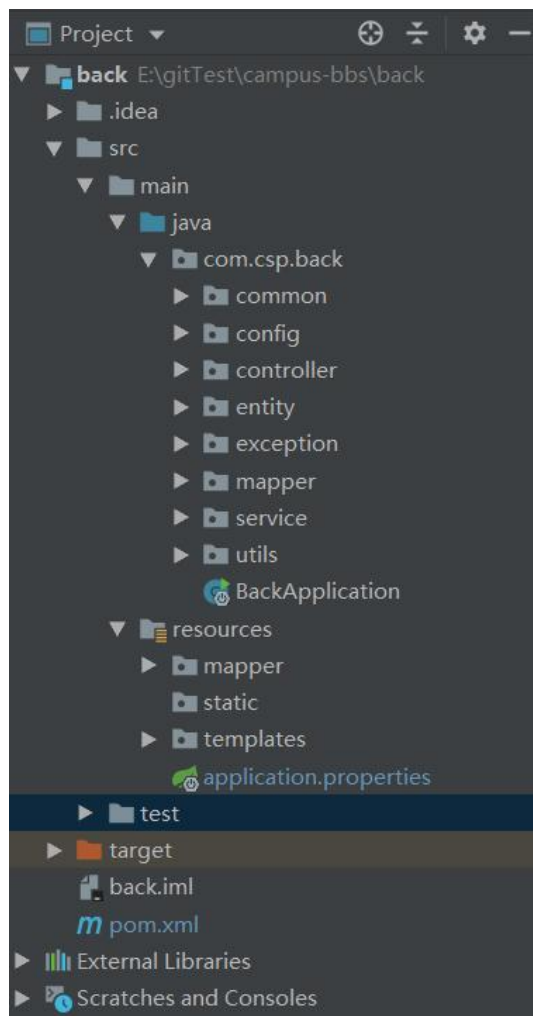 Project
back E:\gitTest\campus-bbs\back
.idea
src
main
java
com.csp.back
common
config
controller
entity
exception
mapper
service
utils
BackApplication
resources
mapper
static
templates
application.properties
test
target
back.iml
pom.xml
External Libraries
Scratches and Consoles